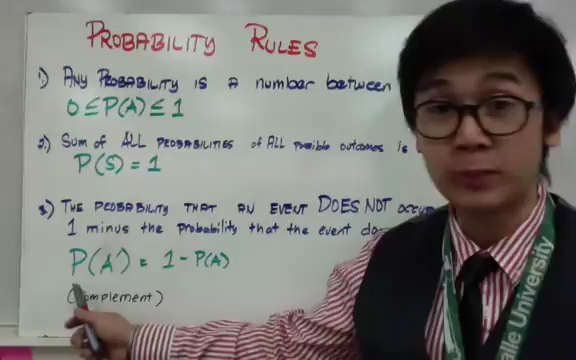 PROBABILITY RULES
1) ANY PROBABILITY IS A number between
0 ≤ P(A) ≤ 1
2) Sum of ALL PROBABILITIES of ALL possible outcomes is
P(S) = 1
3) THE PROBABILITY THAT AN EVENT DOES NOT OCCUR
1 minus the probability that the event do
P(A') = 1 - P(A)
(Complement)
University